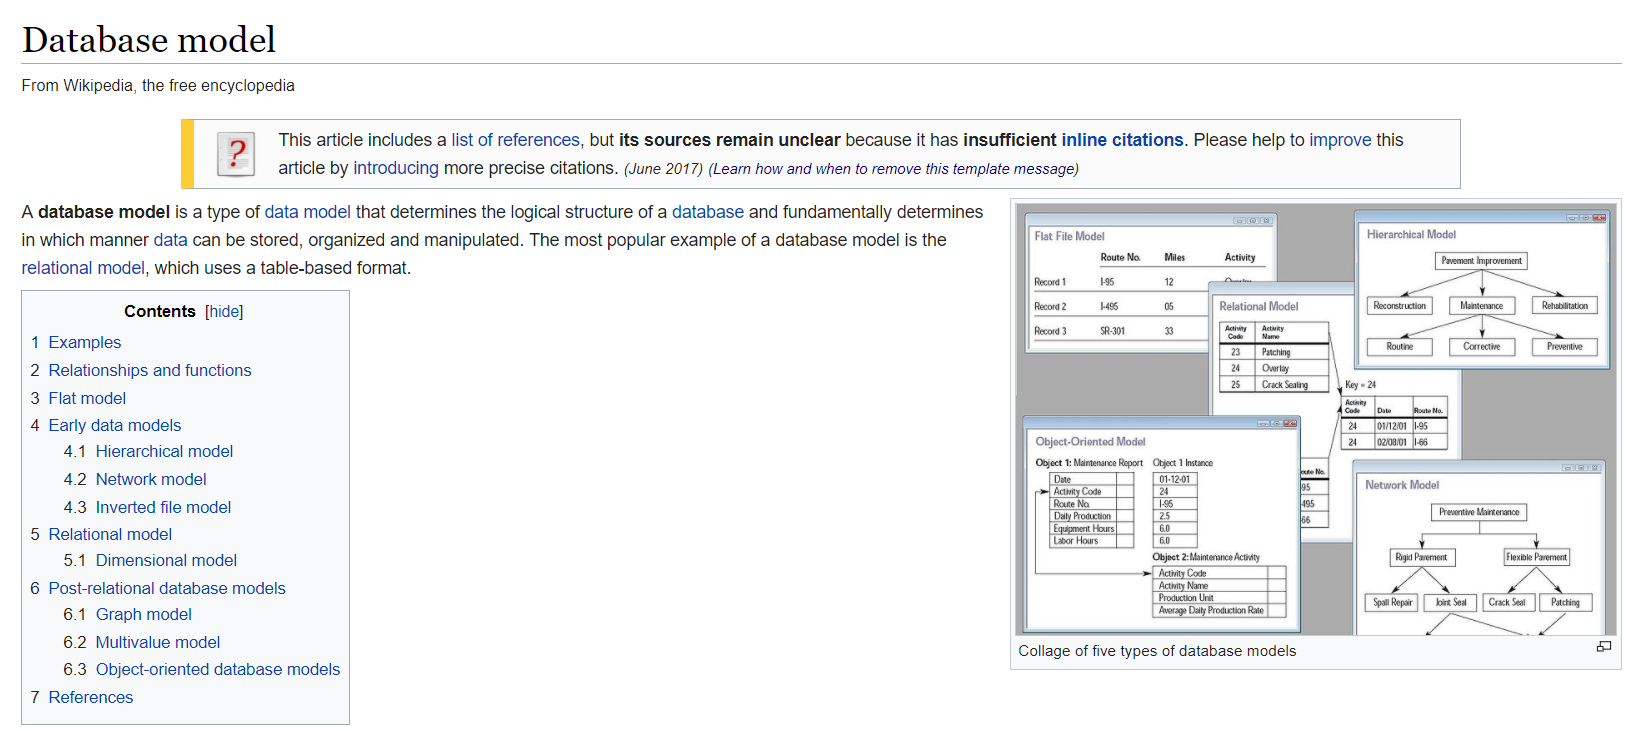 Database model
From Wikipedia, the free encyclopedia
This article includes a list of references, but its sources remain unclear because it has insufficient inline citations. Please help to improve this
article by introducing more precise citations. (June 2017) (Learn how and when to remove this template message)
A database model is a type of data model that determines the logical structure of a database and fundamentally determines
in which manner data can be stored, organized and manipulated. The most popular example of a database model is the
relational model, which uses a table-based format.
Contents [hide]
1 Examples
2 Relationships and functions
3 Flat model
4 Early data models
4.1 Hierarchical model
4.2 Network model
4.3 Inverted file model
5 Relational model
5.1 Dimensional model
6 Post-relational database models
6.1 Graph model
6.2 Multivalue model
6.3 Object-oriented database models
7 References
Flat File Model
Route No. Miles Activity
Record 1 I-95 12 Overlay
Record 2 I-495 05
Record 3 SR-301 33
Relational Model
Activity Code Activity Name
23 Patching
24 Overlay
25 Crack Sealing
Key = 24
Activity Code Date Route No.
24 01/12/01 I-95
24 02/08/01 I-66
oute No.
95
495
66
Hierarchical Model
Pavement Improvement
Reconstruction Maintenance Rehabilitation
Routine Corrective Preventive
Object-Oriented Model
Object 1: Maintenance Report Object 1 Instance
Date 01-12-01
Activity Code 24
Route No. I-95
Daily Production 2.5
Equipment Hours 6.0
Labor Hours 6.0
Object 2: Maintenance Activity
Activity Code
Activity Name
Production Unit
Average Daily Production Rate
Network Model
Preventive Maintenance
Rigid Pavement Flexible Pavement
Spall Repair Joint Seal Crack Seal Patching
Collage of five types of database models